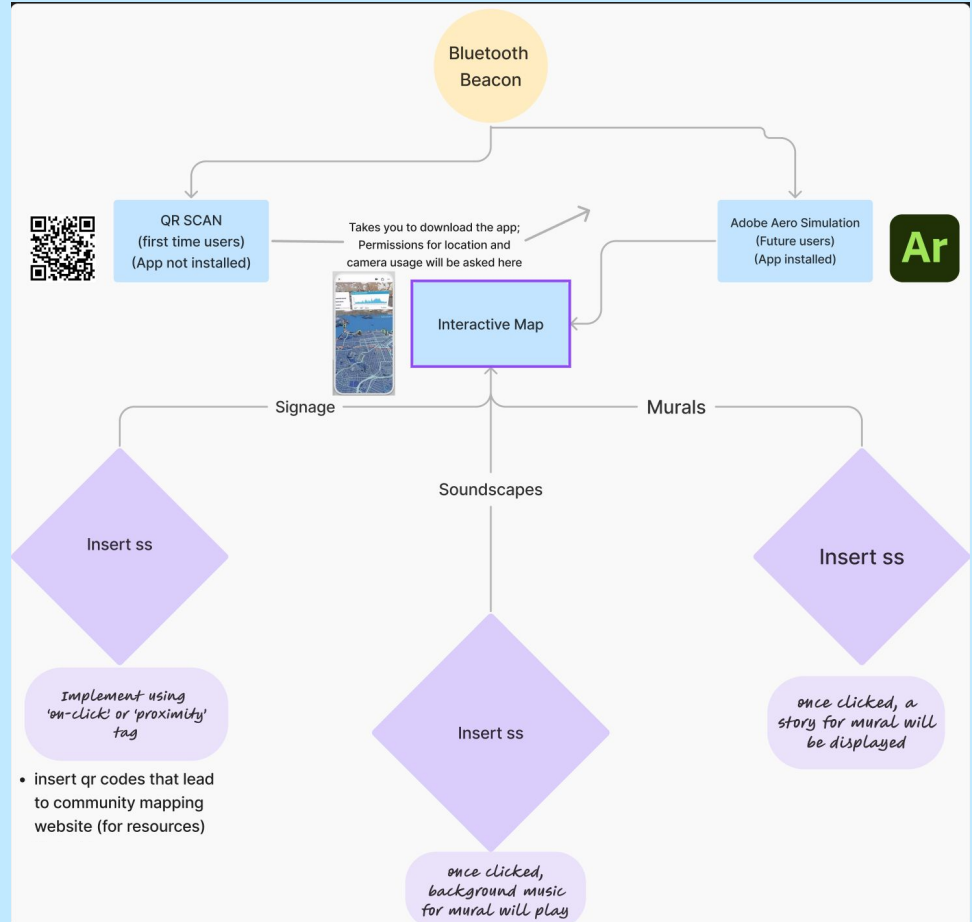 Bluetooth
Beacon
QR SCAN
(first time users)
(App not installed)
Takes you to download the app;
Permissions for location and
camera usage will be asked here
Adobe Aero Simulation
(Future users)
(App installed)
Ar
Interactive Map
Signage
Murals
Soundscapes
Insert ss
Insert ss
Insert ss
Implement using
'on-click' or 'proximity'
tag
• insert qr codes that lead
to community mapping
website (for resources)
once clicked, a
story for mural will
be displayed
once clicked,
background music
for mural will play